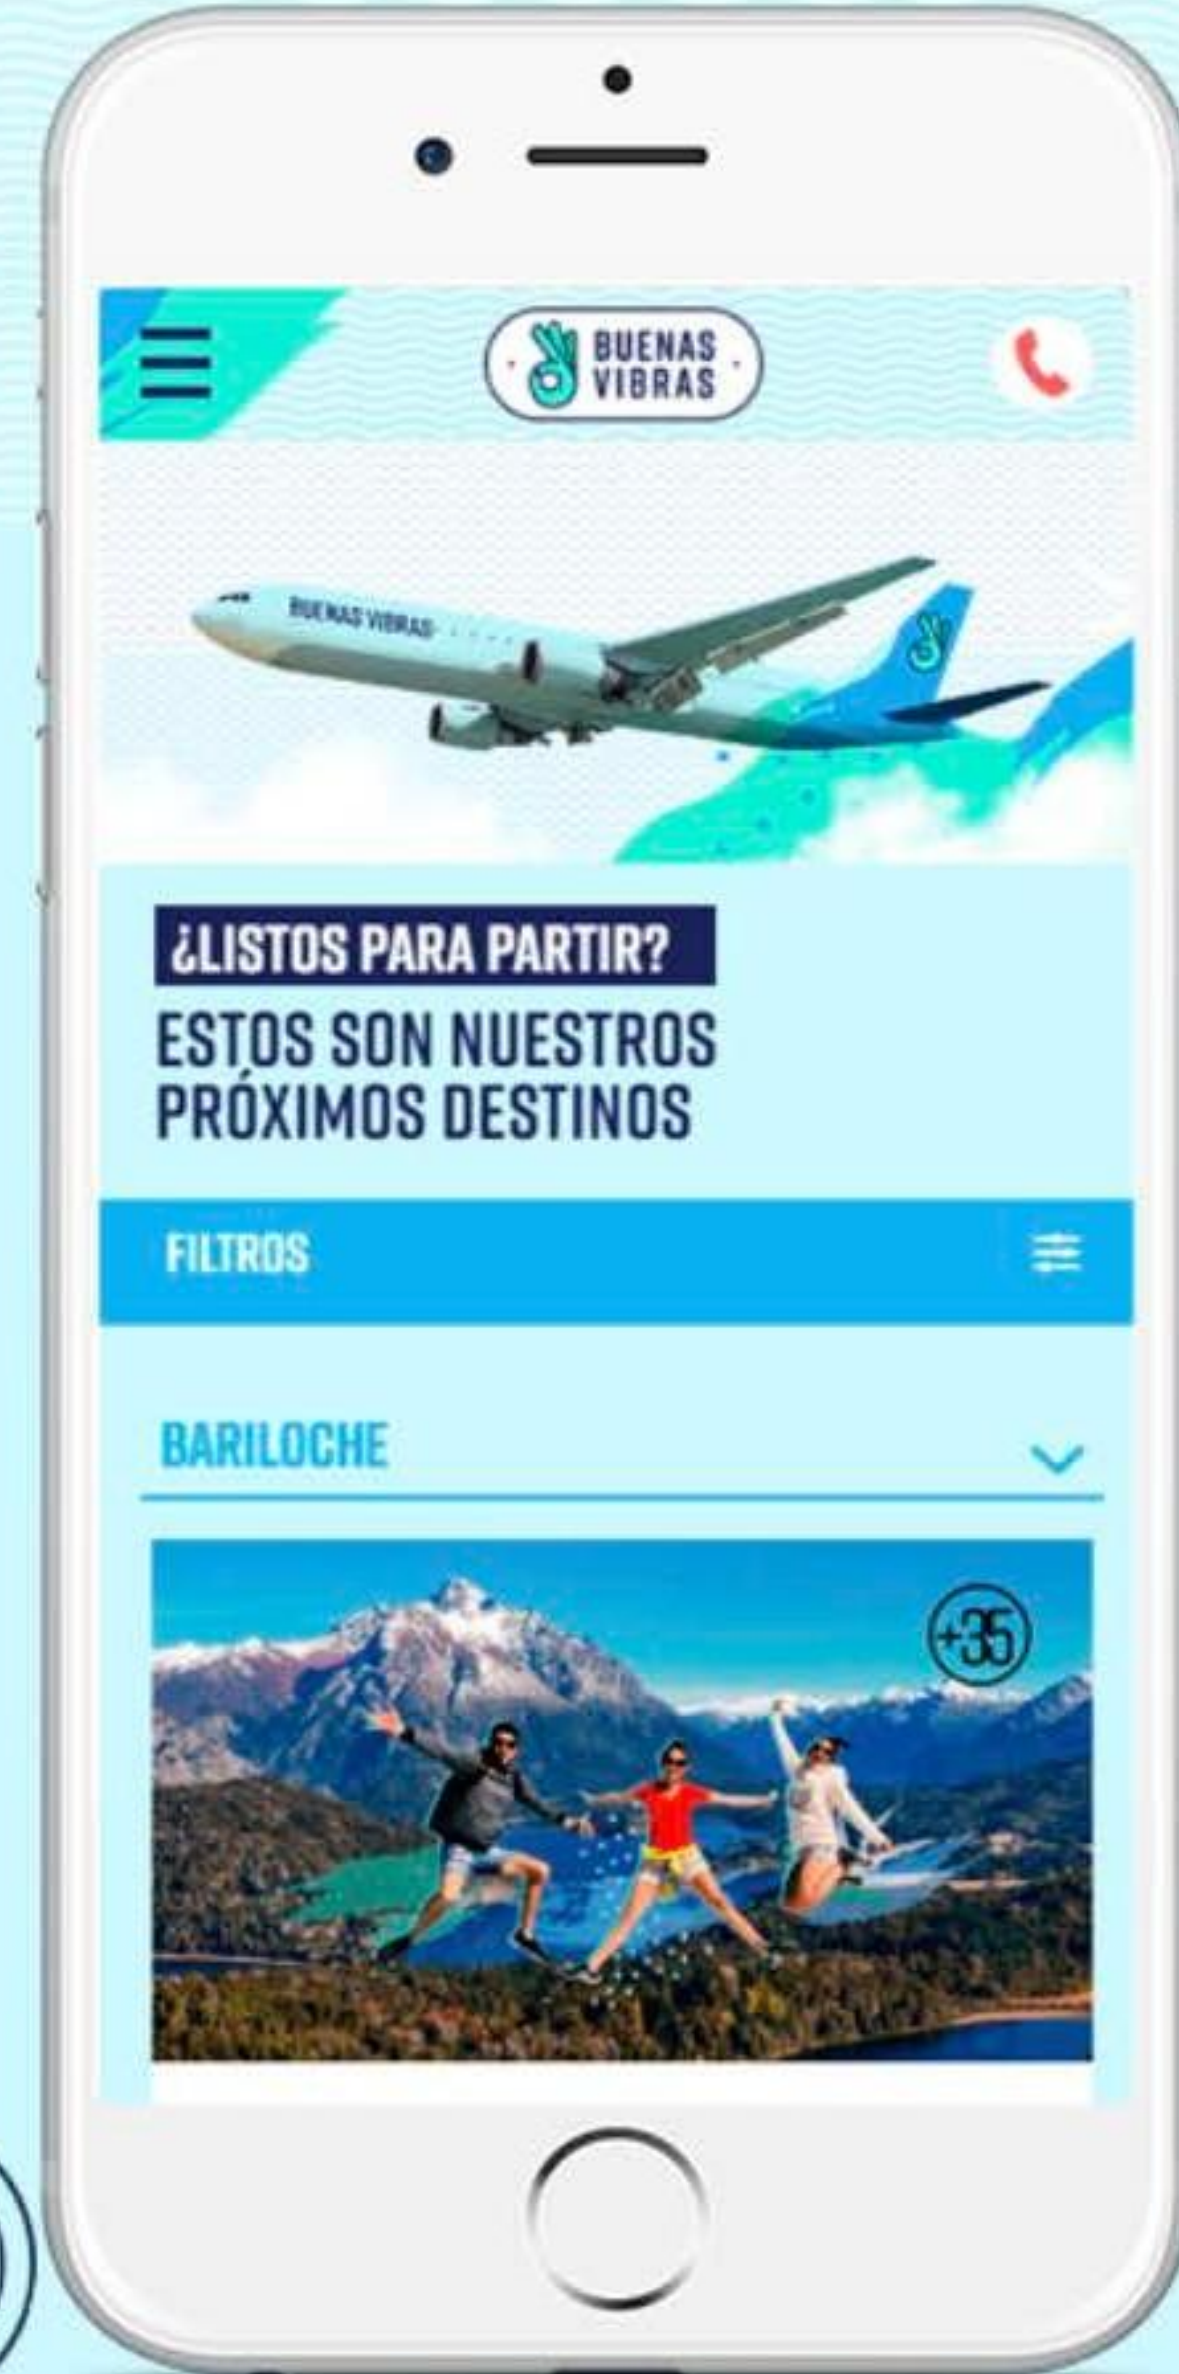 BUENAS
VIBRAS
BUENAS VIBRAS
¿LISTOS PARA PARTIR?
ESTOS SON NUESTROS
PRÓXIMOS DESTINOS
FILTROS
BARILOCHE
+35